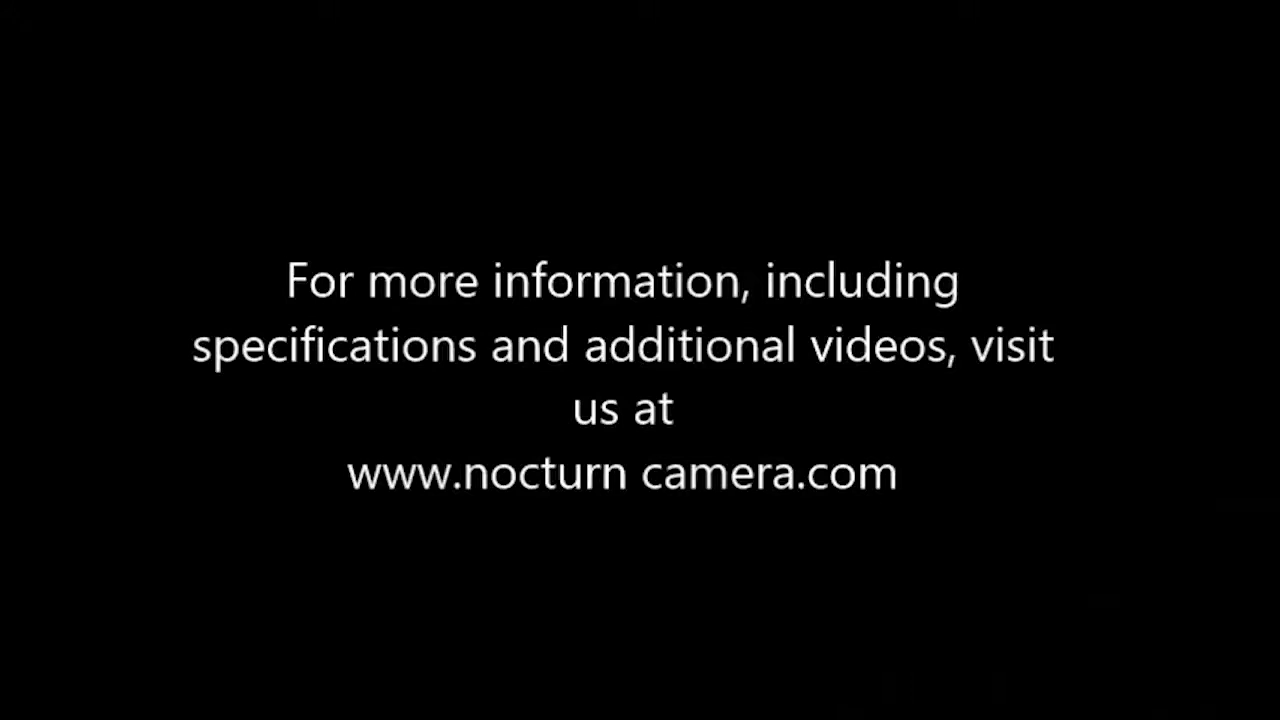 For more information, including
specifications and additional videos, visit
us at
www.nocturn camera.com